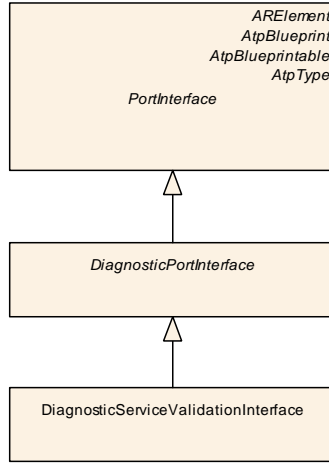 ARElement
AtpBlueprint
AtpBlueprintable
AtpType
PortInterface
DiagnosticPortInterface
DiagnosticServiceValidationInterface